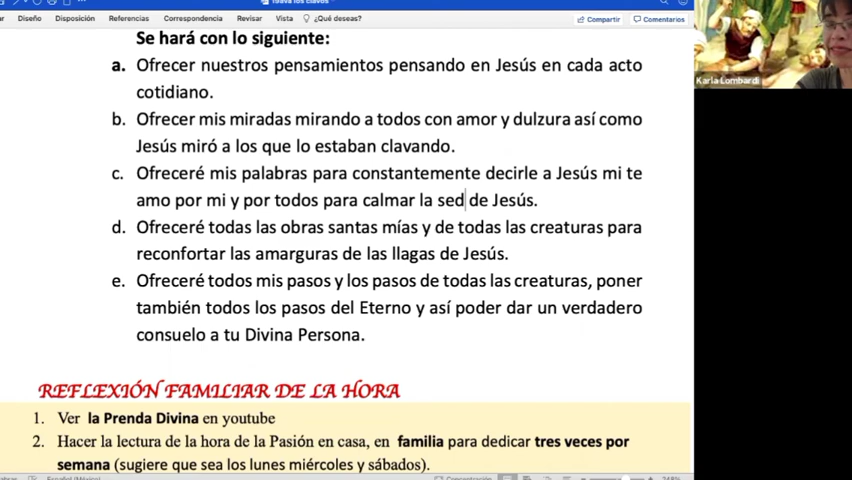 Diseño Disposición Referencias Correspondencia Revisar Vista ¿Qué deseas? Compartir Comentarios
Se hará con lo siguiente:
a. Ofrecer nuestros pensamientos pensando en Jesús en cada acto
cotidiano.
b. Ofrecer mis miradas mirando a todos con amor y dulzura así como
Jesús miró a los que lo estaban clavando.
c. Ofreceré mis palabras para constantemente decirle a Jesús mi te
amo por mi y por todos para calmar la sed de Jesús.
d. Ofreceré todas las obras santas mías y de todas las creaturas para
reconfortar las amarguras de las llagas de Jesús.
e. Ofreceré todos mis pasos y los pasos de todas las creaturas, poner
también todos los pasos del Eterno y así poder dar un verdadero
consuelo a tu Divina Persona.
REFLEXIÓN FAMILIAR DE LA HORA
1. Ver la Prenda Divina en youtube
2. Hacer la lectura de la hora de la Pasión en casa, en familia para dedicar tres veces por
semana (sugiere que sea los lunes miércoles y sábados).
Karla Lombardi